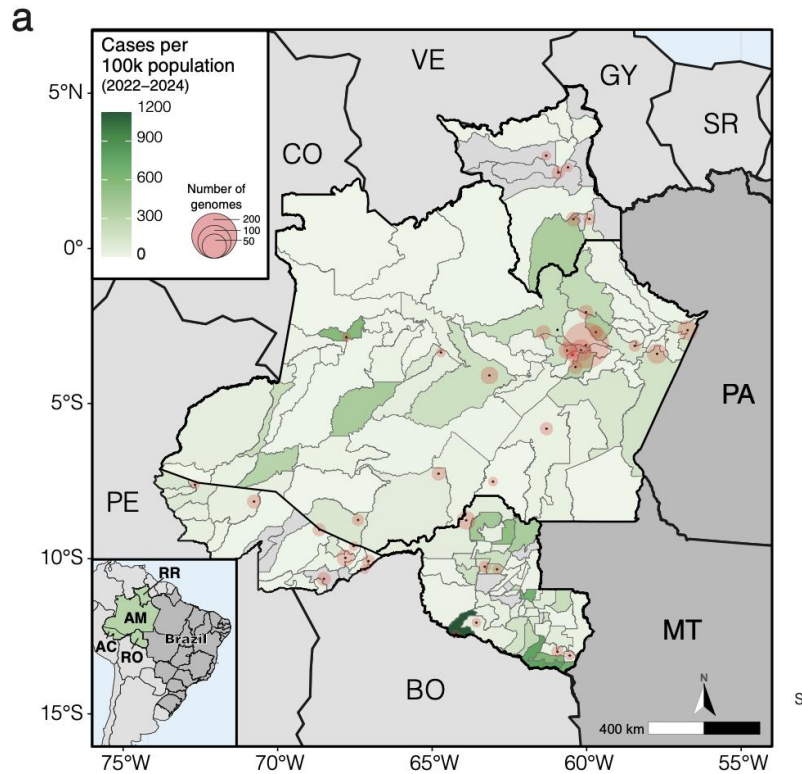 a
Cases per
100k population
(2022–2024)
1200
900
600
300
0
Number of
genomes
200
100
50
VE
GY
SR
CO
PE
PA
MT
BO
5°N
0°
5°S
10°S
15°S
75°W
70°W
65°W
60°W
55°W
RR
AM
AC
RO
Brazil
N
400 km
S